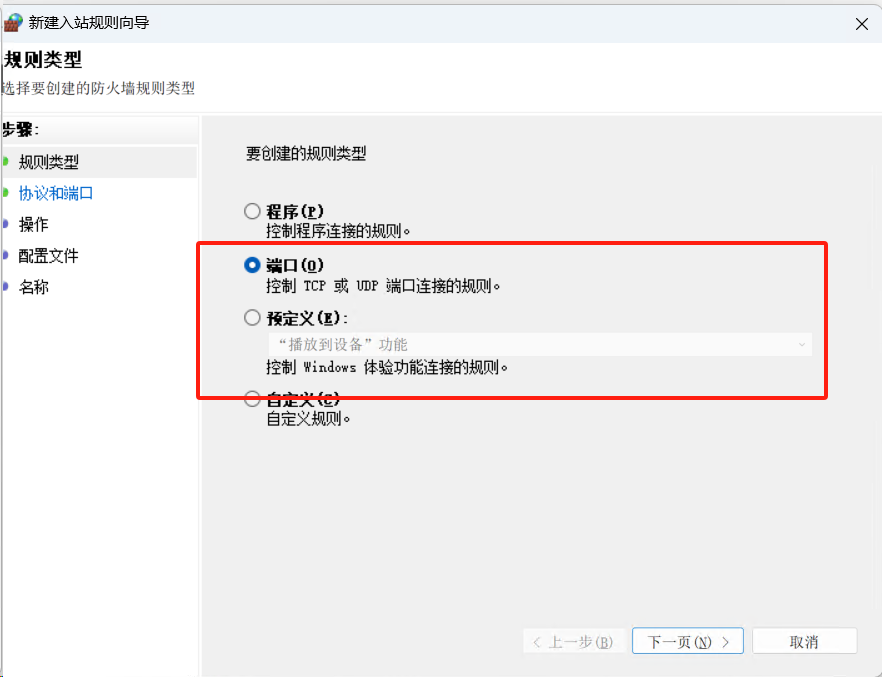 新建入站规则向导
规则类型
选择要创建的防火墙规则类型
步骤:
规则类型
协议和端口
操作
配置文件
名称
要创建的规则类型
程序(P)
控制程序连接的规则。
端口(O)
控制 TCP 或 UDP 端口连接的规则。
预定义(E):
“播放到设备”功能
控制 Windows 体验功能连接的规则。
自定义(C)
自定义规则。
< 上一步(B)
下一页(N) >
取消